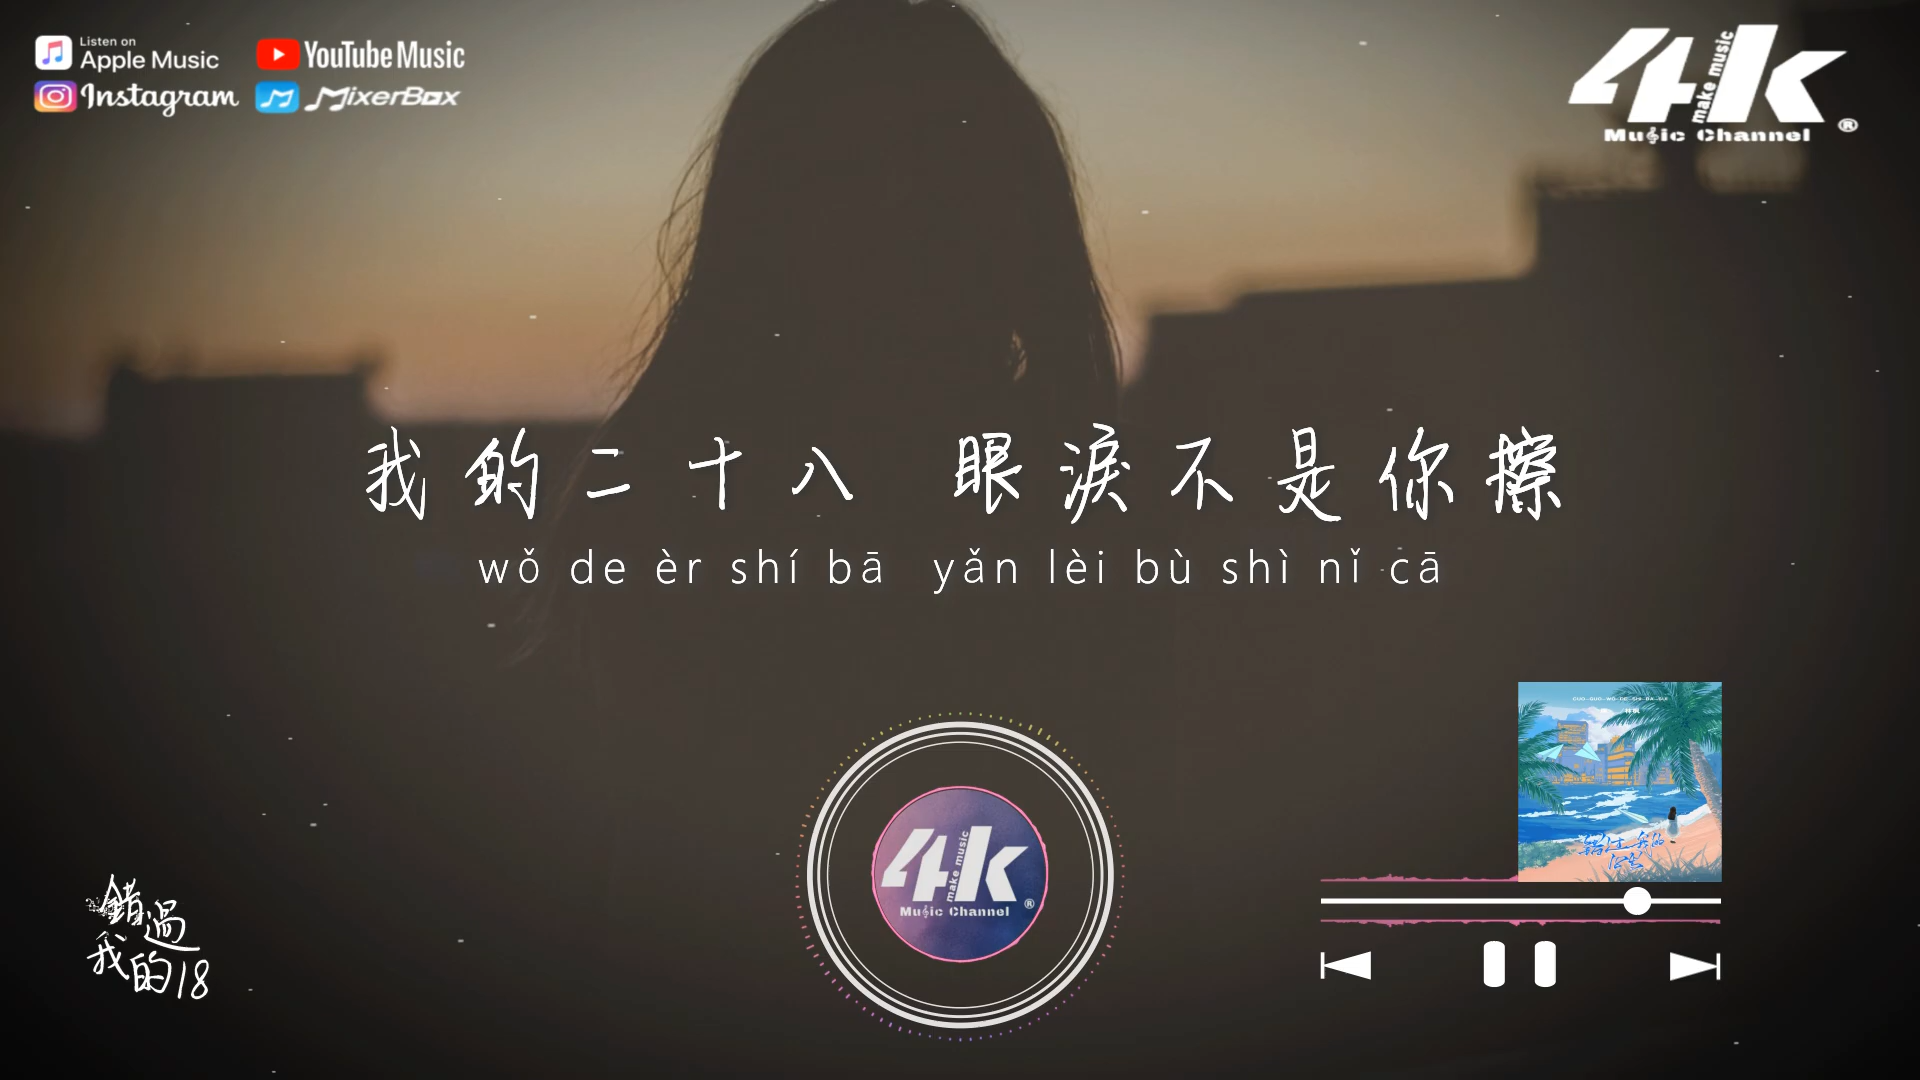 Listen on
Apple Music
YouTube Music
Instagram
MixerBox
4k
make music
Music Channel
®
我的二十八 眼淚不是你擦
wǒ de èr shí bā yǎn lèi bù shì nǐ cā
4k
make music
Music Channel
®
錯過
我的18